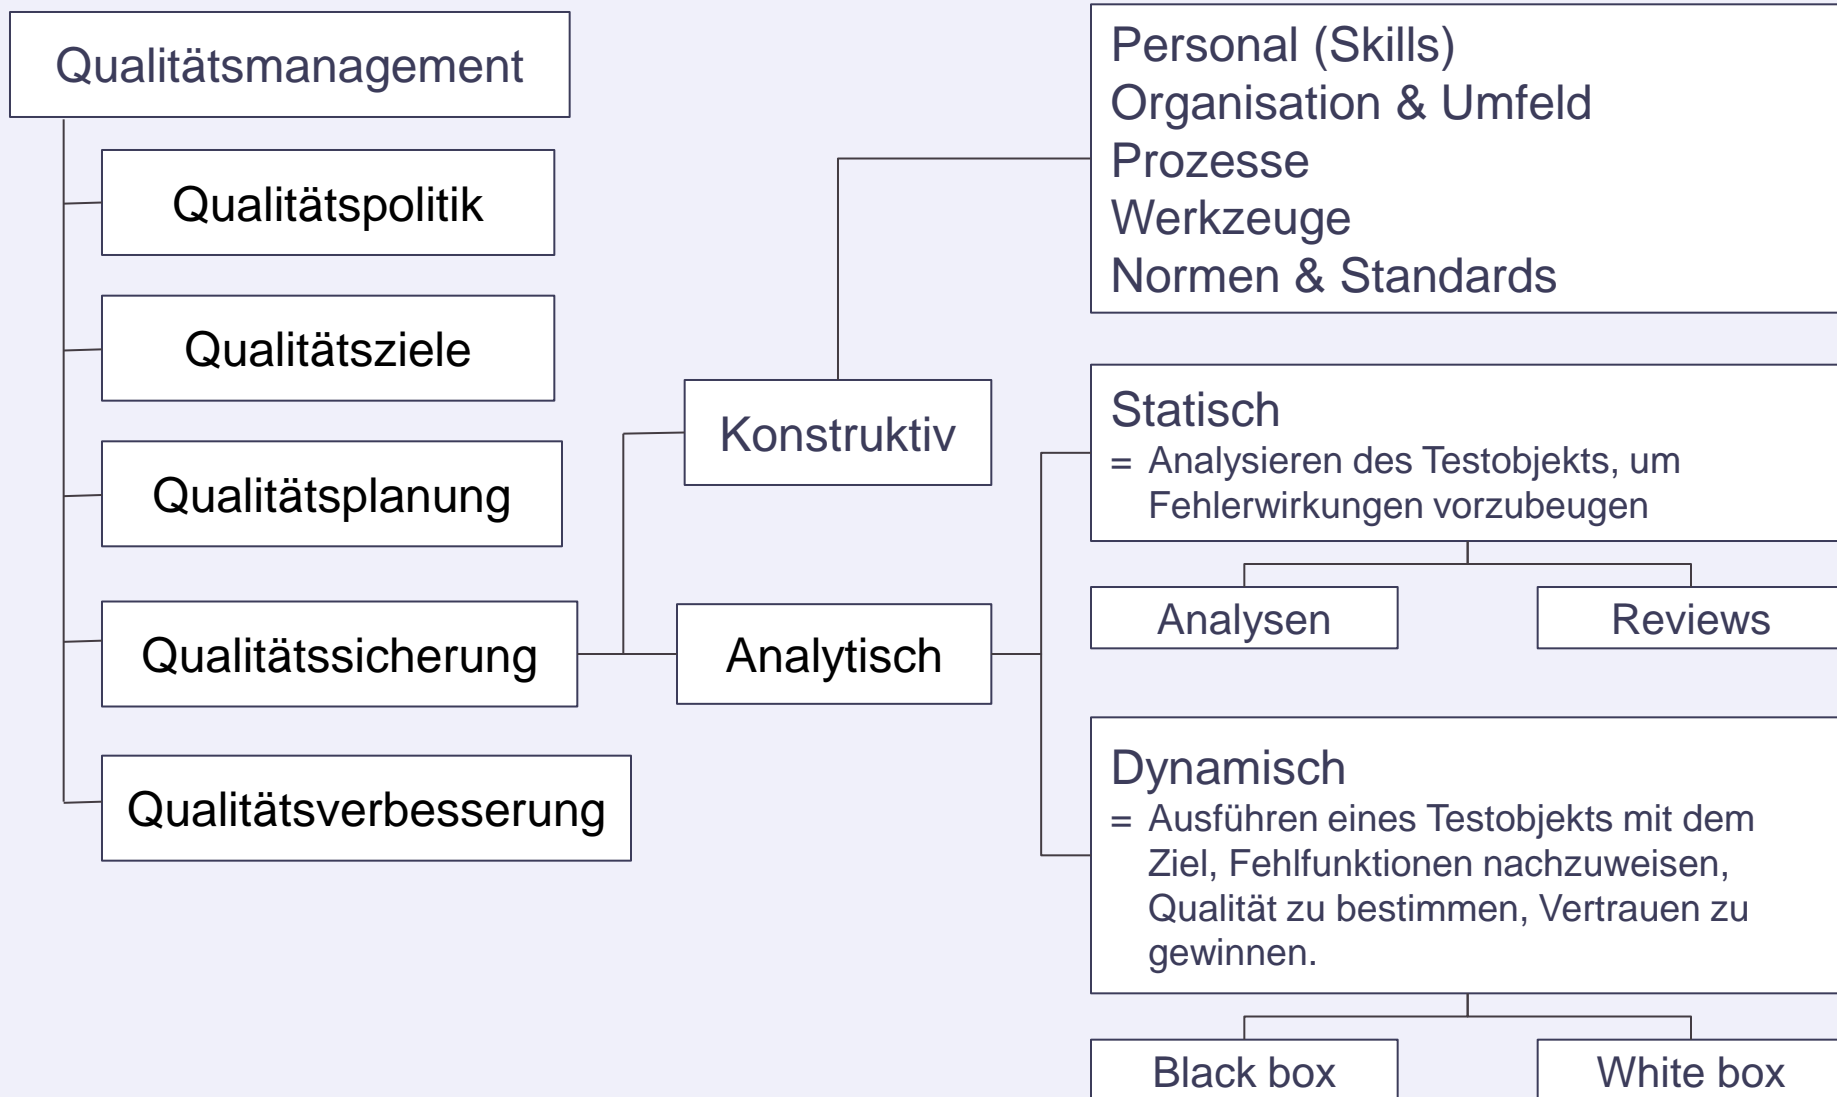 Qualitätsmanagement
Qualitätspolitik
Qualitätsziele
Qualitätsplanung
Qualitätssicherung
Qualitätsverbesserung
Konstruktiv
Analytisch
Personal (Skills)
Organisation & Umfeld
Prozesse
Werkzeuge
Normen & Standards
Statisch
= Analysieren des Testobjekts, um
Fehlerwirkungen vorzubeugen
Analysen
Reviews
Dynamisch
= Ausführen eines Testobjekts mit dem
Ziel, Fehlfunktionen nachzuweisen,
Qualität zu bestimmen, Vertrauen zu
gewinnen.
Black box
White box